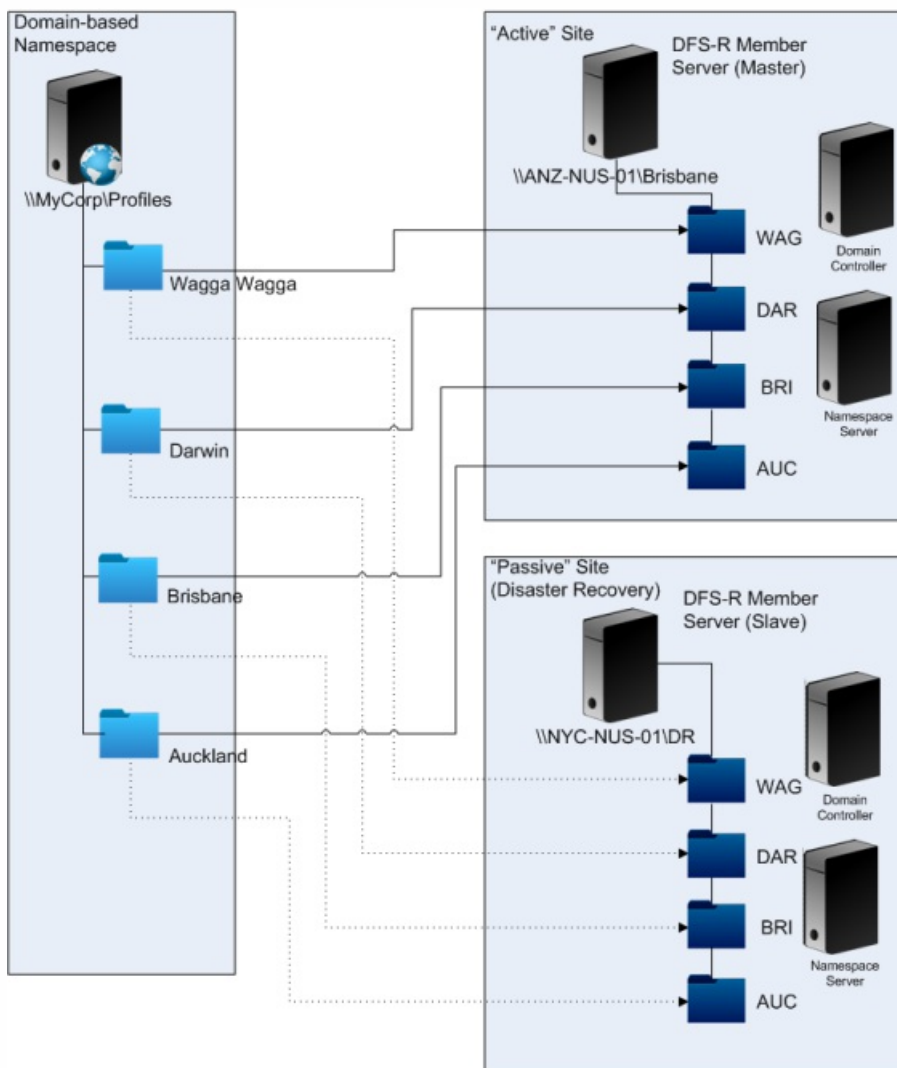 Domain-based
Namespace
\\MyCorp\Profiles
Wagga Wagga
Darwin
Brisbane
Auckland
“Active” Site
DFS-R Member
Server (Master)
\\ANZ-NUS-01\Brisbane
WAG
DAR
BRI
AUC
Domain
Controller
Namespace
Server
“Passive” Site
(Disaster Recovery)
DFS-R Member
Server (Slave)
\\NYC-NUS-01\DR
WAG
DAR
BRI
AUC
Domain
Controller
Namespace
Server